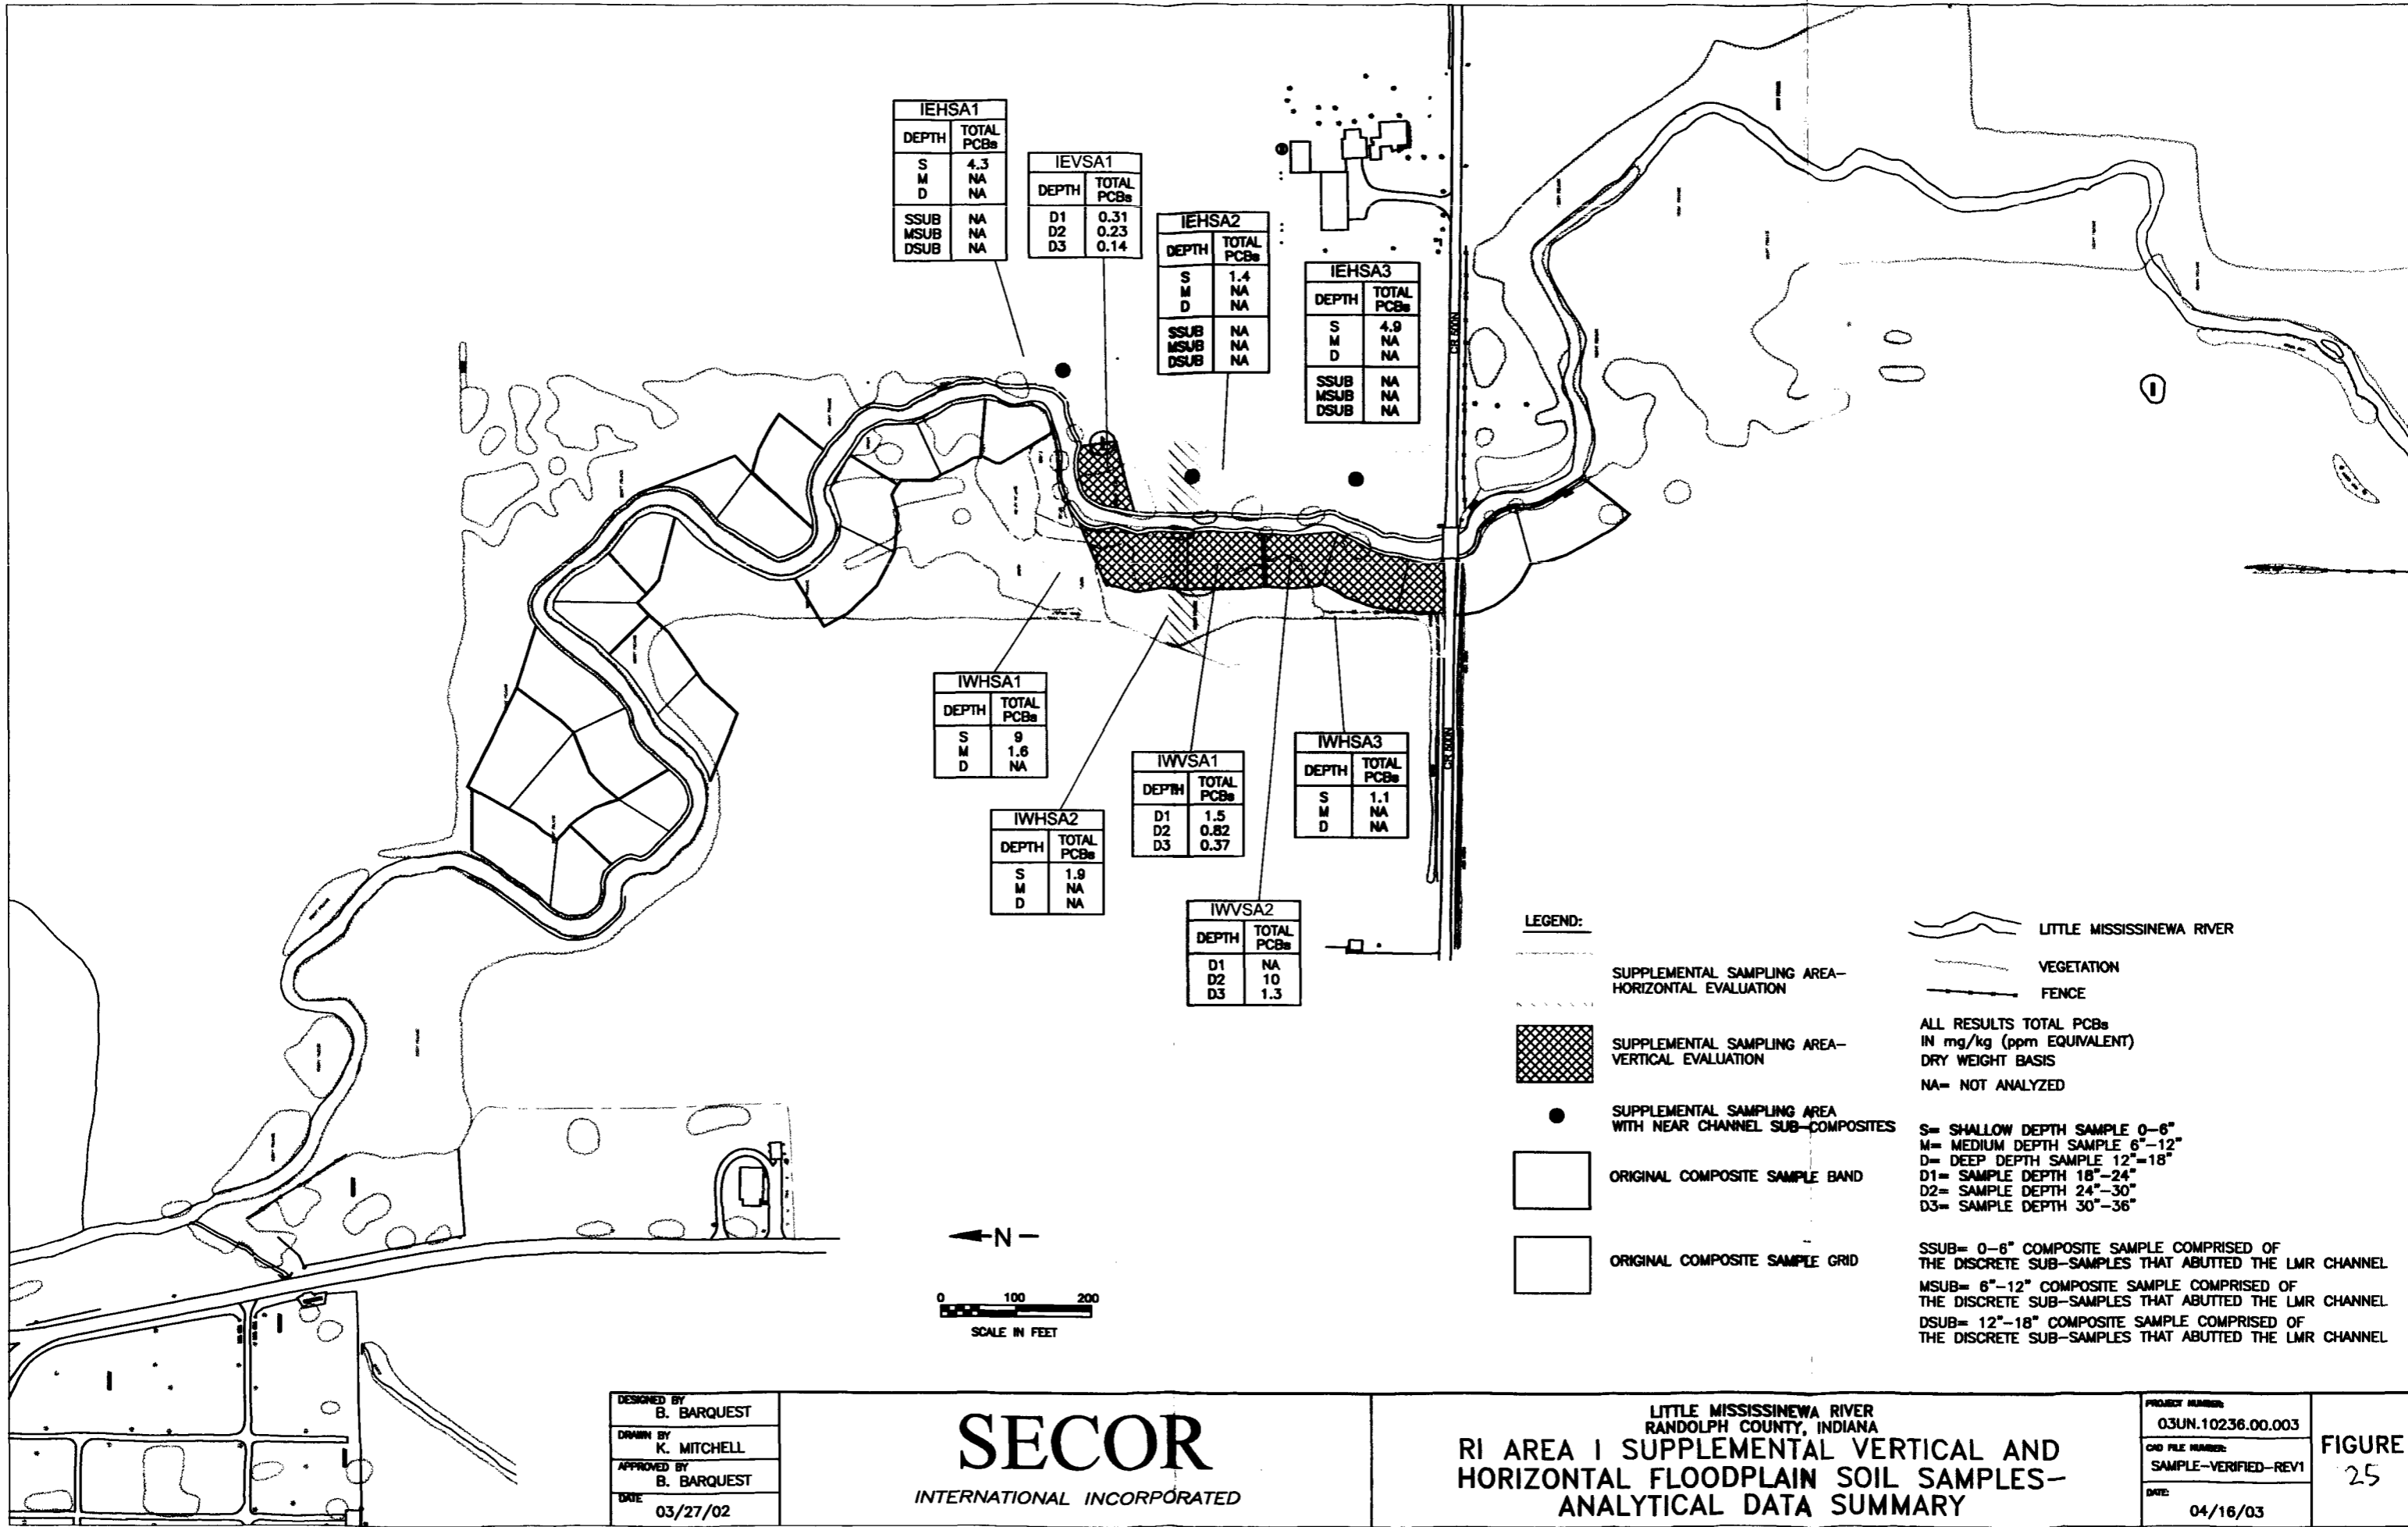 IEHSA1
DEPTH TOTAL PCBs
S 4.3
M NA
D NA
SSUB NA
MSUB NA
DSUB NA
IEVSA1
DEPTH TOTAL PCBs
D1 0.31
D2 0.23
D3 0.14
IEHSA2
DEPTH TOTAL PCBs
S 1.4
M NA
D NA
SSUB NA
MSUB NA
DSUB NA
IEHSA3
DEPTH TOTAL PCBs
S 4.9
M NA
D NA
SSUB NA
MSUB NA
DSUB NA
CR 500N
IWHSA1
DEPTH TOTAL PCBs
S 9
M 1.6
D NA
IWHSA2
DEPTH TOTAL PCBs
S 1.9
M NA
D NA
IWVSA1
DEPTH TOTAL PCBs
D1 1.5
D2 0.82
D3 0.37
IWVSA2
DEPTH TOTAL PCBs
D1 NA
D2 10
D3 1.3
IWHSA3
DEPTH TOTAL PCBs
S 1.1
M NA
D NA
CR 500N
LEGEND:
SUPPLEMENTAL SAMPLING AREA-
HORIZONTAL EVALUATION
SUPPLEMENTAL SAMPLING AREA-
VERTICAL EVALUATION
SUPPLEMENTAL SAMPLING AREA
WITH NEAR CHANNEL SUB-COMPOSITES
ORIGINAL COMPOSITE SAMPLE BAND
ORIGINAL COMPOSITE SAMPLE GRID
LITTLE MISSISSINEWA RIVER
VEGETATION
FENCE
ALL RESULTS TOTAL PCBs
IN mg/kg (ppm EQUIVALENT)
DRY WEIGHT BASIS
NA= NOT ANALYZED
S= SHALLOW DEPTH SAMPLE 0-6"
M= MEDIUM DEPTH SAMPLE 6"-12"
D= DEEP DEPTH SAMPLE 12"-18"
D1= SAMPLE DEPTH 18"-24"
D2= SAMPLE DEPTH 24"-30"
D3= SAMPLE DEPTH 30"-36"
SSUB= 0-6" COMPOSITE SAMPLE COMPRISED OF
THE DISCRETE SUB-SAMPLES THAT ABUTTED THE LMR CHANNEL
MSUB= 6"-12" COMPOSITE SAMPLE COMPRISED OF
THE DISCRETE SUB-SAMPLES THAT ABUTTED THE LMR CHANNEL
DSUB= 12"-18" COMPOSITE SAMPLE COMPRISED OF
THE DISCRETE SUB-SAMPLES THAT ABUTTED THE LMR CHANNEL
N
0 100 200
SCALE IN FEET
DESIGNED BY
B. BARQUEST
DRAWN BY
K. MITCHELL
APPROVED BY
B. BARQUEST
DATE
03/27/02
SECOR
INTERNATIONAL INCORPORATED
LITTLE MISSISSINEWA RIVER
RANDOLPH COUNTY, INDIANA
RI AREA I SUPPLEMENTAL VERTICAL AND
HORIZONTAL FLOODPLAIN SOIL SAMPLES-
ANALYTICAL DATA SUMMARY
PROJECT NUMBER:
03UN.10236.00.003
CAD FILE NUMBER:
SAMPLE-VERIFIED-REV1
DATE:
04/16/03
FIGURE
25